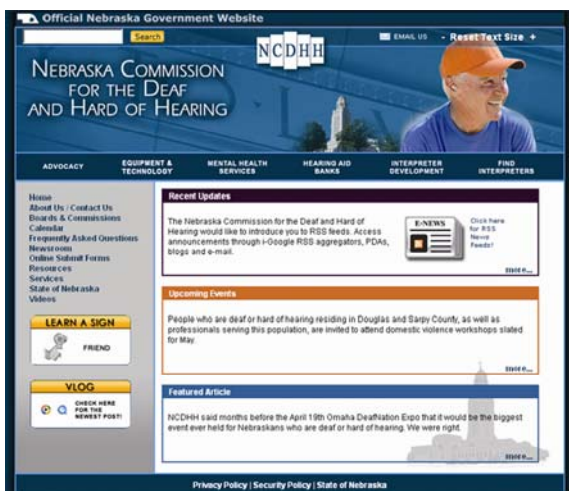 Official Nebraska Government Website
Search
NCDHH
EMAIL US
- Reset Text Size +
NEBRASKA COMMISSION
FOR THE DEAF
AND HARD OF HEARING
ADVOCACY
EQUIPMENT &
TECHNOLOGY
MENTAL HEALTH
SERVICES
HEARING AID
BANKS
INTERPRETER
DEVELOPMENT
FIND
INTERPRETERS
Home
About Us / Contact Us
Boards & Commissions
Calendar
Frequently Asked Questions
Newsroom
Online Submit Forms
Resources
Services
State of Nebraska
Videos
LEARN A SIGN
FRIEND
VLOG
CHECK HERE
FOR THE
NEWEST POST!
Recent Updates
The Nebraska Commission for the Deaf and Hard of
Hearing would like to introduce you to RSS feeds. Access
announcements through i-Google RSS aggregators, PDAs,
blogs and e-mail.
E-NEWS
Click here
for RSS
News
Feeds!
more...
Upcoming Events
People who are deaf or hard of hearing residing in Douglas and Sarpy County, as well as
professionals serving this population, are invited to attend domestic violence workshops slated
for May.
more...
Featured Article
NCDHH said months before the April 19th Omaha DeafNation Expo that it would be the biggest
event ever held for Nebraskans who are deaf or hard of hearing. We were right.
more...
Privacy Policy | Security Policy | State of Nebraska